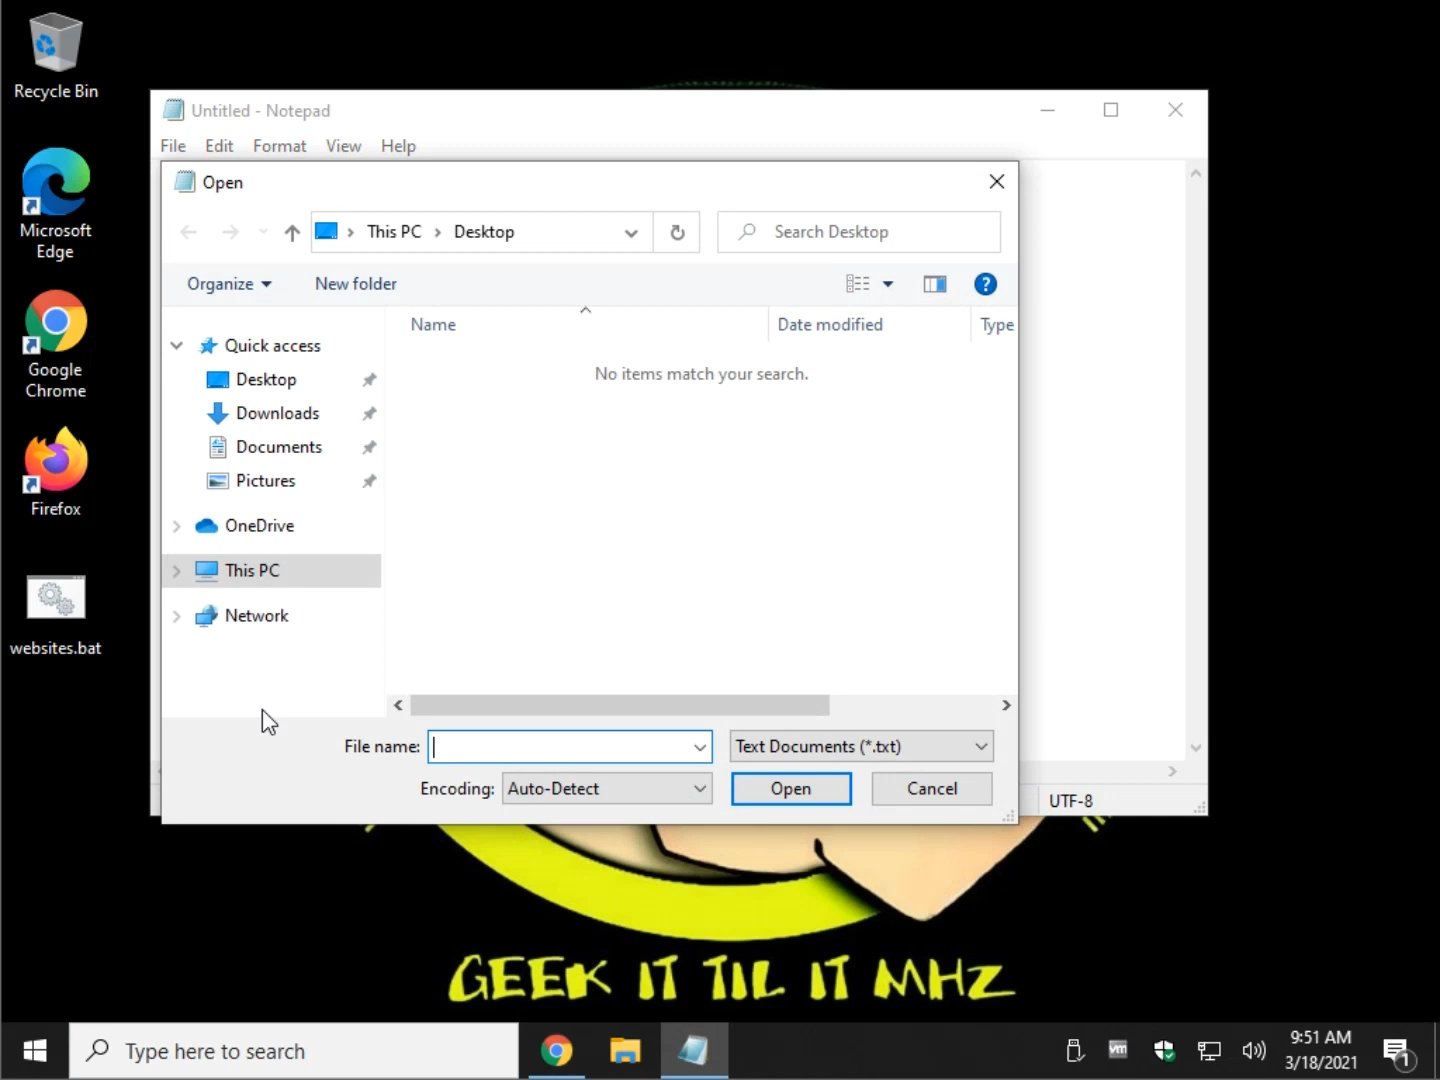 Recycle Bin
Microsoft
Edge
Google
Chrome
Firefox
websites.bat
Untitled - Notepad
File Edit Format View Help
Open
This PC Desktop
Search Desktop
Organize New folder
?
Name Date modified Type
No items match your search.
Quick access
Desktop
Downloads
Documents
Pictures
OneDrive
This PC
Network
File name: Text Documents (*.txt)
Encoding: Auto-Detect Open Cancel
UTF-8
GEEK IT TIL IT MHZ
Type here to search
vm
9:51 AM
3/18/2021
1